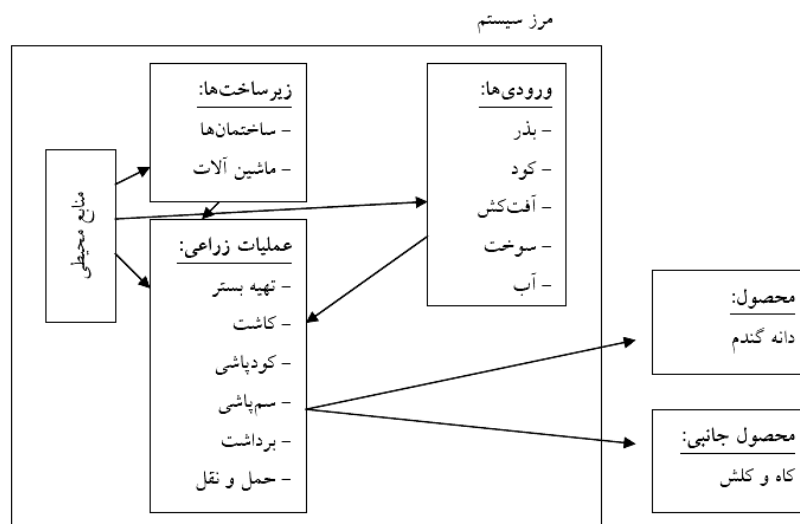 مرز سیستم
ورودی‌ها:
- بذر
- کود
- آفت‌کش
- سوخت
- آب
زیرساخت‌ها:
- ساختمان‌ها
- ماشین آلات
منابع محیطی
عملیات زراعی:
- تهیه بستر
- کاشت
- کودپاشی
- سم‌پاشی
- برداشت
- حمل و نقل
محصول:
دانه گندم
محصول جانبی:
کاه و کلش